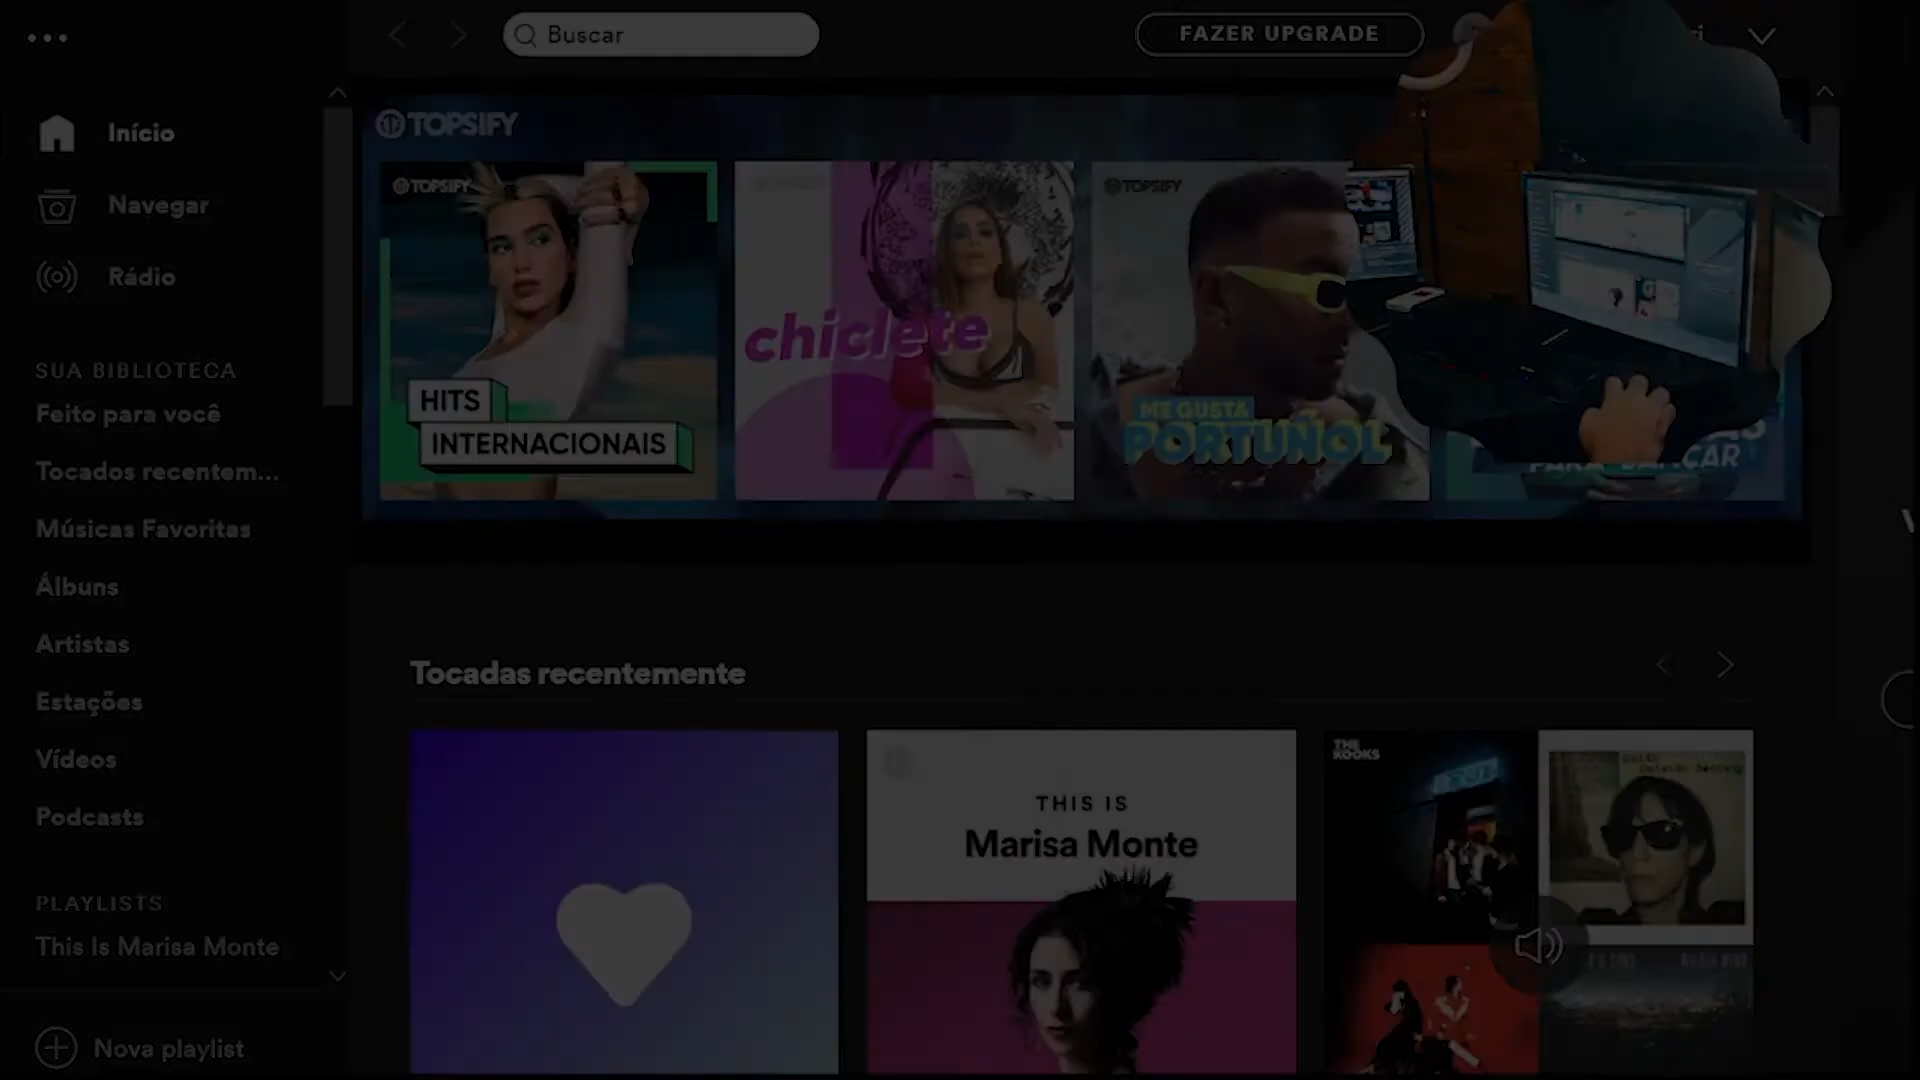 Buscar
FAZER UPGRADE
Início
Navegar
Rádio
SUA BIBLIOTECA
Feito para você
Tocados recentem...
Músicas Favoritas
Álbuns
Artistas
Estações
Vídeos
Podcasts
PLAYLISTS
This Is Marisa Monte
Nova playlist
TOPSIFY
TOPSIFY
HITS
INTERNACIONAIS
chiclete
TOPSIFY
ME GUSTA
PORTUÑOL
PARA DANÇAR
Tocadas recentemente
THIS IS
Marisa Monte
THE
KOOKS